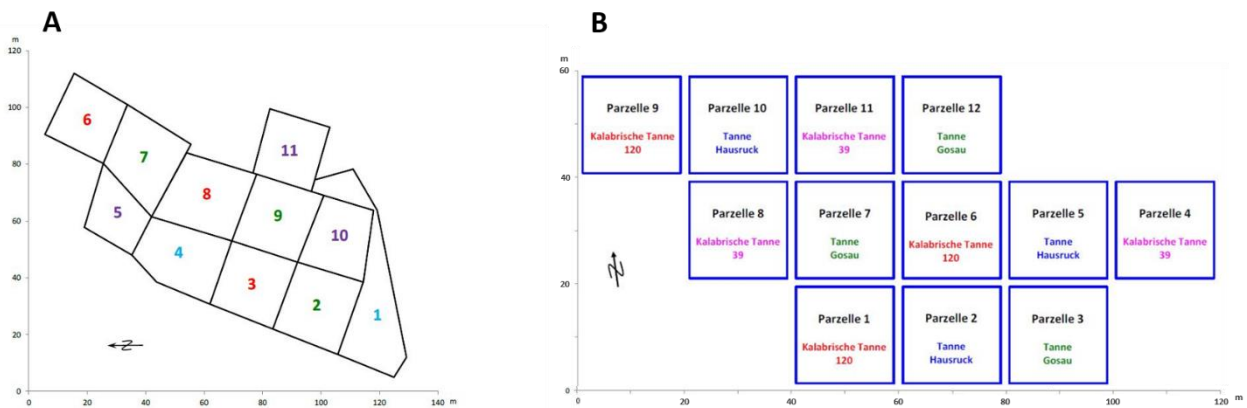 A
m
120
100
80
60
40
20
0
0
20
40
60
80
100
120
140
m
6
7
11
5
8
9
10
4
3
2
1
N
B
m
60
40
20
0
0
20
40
60
80
100
120
m
Parzelle 9
Kalabrische Tanne
120
Parzelle 10
Tanne
Hausruck
Parzelle 11
Kalabrische Tanne
39
Parzelle 12
Tanne
Gosau
Parzelle 8
Kalabrische Tanne
39
Parzelle 7
Tanne
Gosau
Parzelle 6
Kalabrische Tanne
120
Parzelle 5
Tanne
Hausruck
Parzelle 4
Kalabrische Tanne
39
N
Parzelle 1
Kalabrische Tanne
120
Parzelle 2
Tanne
Hausruck
Parzelle 3
Tanne
Gosau